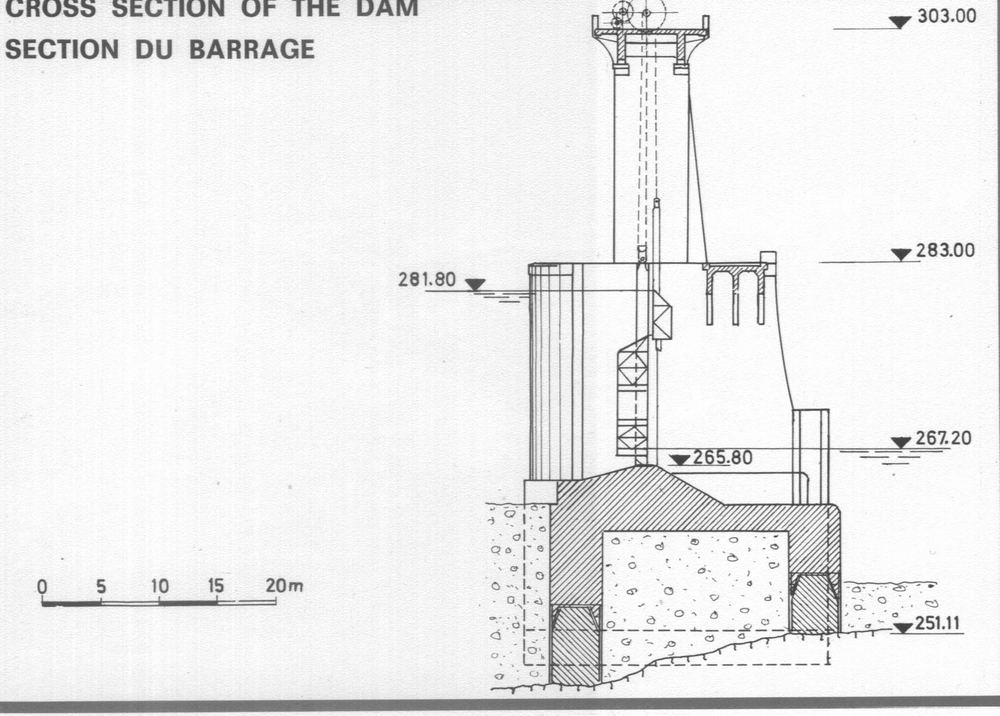 CROSS SECTION OF THE DAM
SECTION DU BARRAGE
303.00
283.00
281.80
267.20
265.80
0 5 10 15 20m
251.11